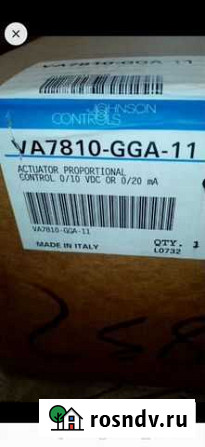 JOHNSON
CONTROLS
VA7810-GGA-11
ACTUATOR PROPORTIONAL
CONTROL 0/10 VDC OR 0/20 mA
VA7810-GGA-11
MADE IN ITALY
QTY. 1
L0732
rosndv.ru